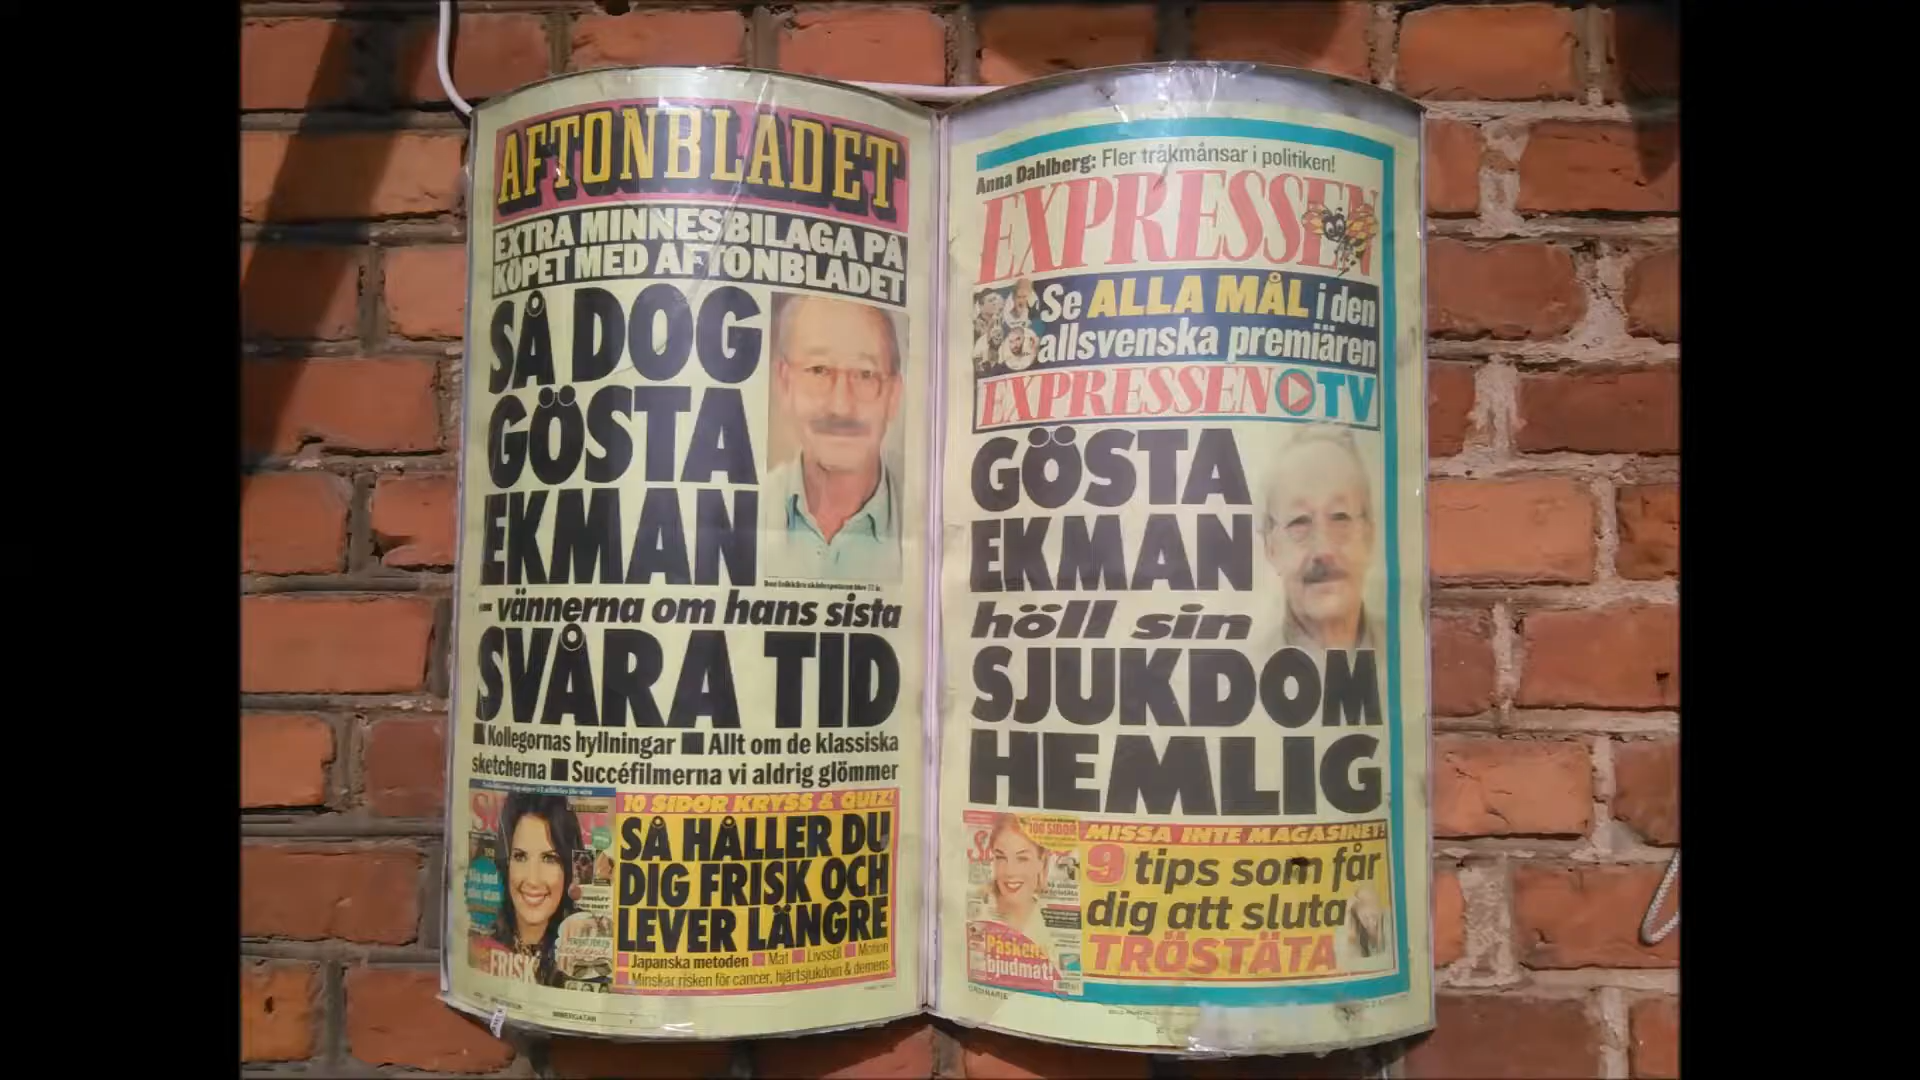 AFTONBLADET
EXTRA MINNESBILAGA PÅ
KÖPET MED AFTONBLADET
SÅ DOG
GÖSTA
EKMAN
– vännerna om hans sista
SVÅRA TID
■ Kollegornas hyllningar ■ Allt om de klassiska
sketcherna ■ Succéfilmerna vi aldrig glömmer
10 SIDOR KRYSS & QUIZ!
SÅ HÅLLER DU
DIG FRISK OCH
LEVER LÄNGRE
■ Japanska metoden ■ Mat ■ Livsstil ■ Motion
■ Minskar risken för cancer, hjärtsjukdom & demens
FRISK
Anna Dahlberg: Fler tråkmånsar i politiken!
EXPRESSEN
Se ALLA MÅL i den
allsvenska premiären
EXPRESSEN TV
GÖSTA
EKMAN
höll sin
SJUKDOM
HEMLIG
100 SIDOR
MISSA INTE MAGASINET!
9 tips som får
dig att sluta
TRÖSTÄTA
Påskens
bjudmat!
ORDINARIE